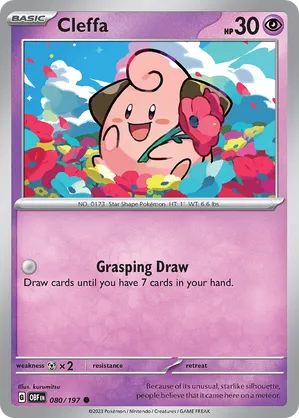 BASIC
Cleffa
HP 30
NO. 0173 Star Shape Pokémon HT: 1' WT: 6.6 lbs.
Grasping Draw
Draw cards until you have 7 cards in your hand.
weakness ×2 resistance retreat
Illus. kurumitsu
Because of its unusual, starlike silhouette,
people believe that it came here on a meteor.
G OBF EN 080/197
©2023 Pokémon / Nintendo / Creatures / GAME FREAK